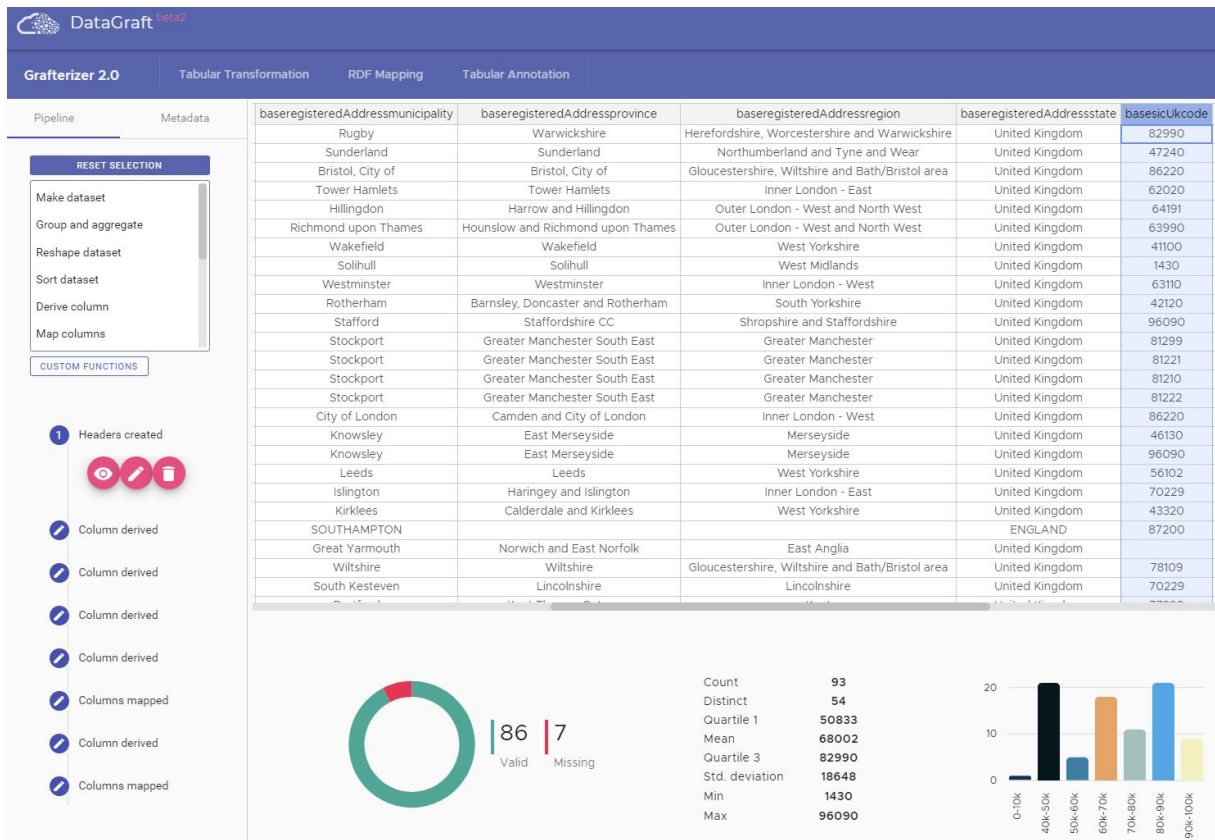 DataGraft beta2
Grafterizer 2.0 Tabular Transformation RDF Mapping Tabular Annotation
Pipeline Metadata
RESET SELECTION
Make dataset
Group and aggregate
Reshape dataset
Sort dataset
Derive column
Map columns
CUSTOM FUNCTIONS
1 Headers created
Column derived
Column derived
Column derived
Column derived
Columns mapped
Column derived
Columns mapped
baseregisteredAddressmunicipality baseregisteredAddressprovince baseregisteredAddressregion baseregisteredAddressstate basesicUkcode
Rugby Warwickshire Herefordshire, Worcestershire and Warwickshire United Kingdom 82990
Sunderland Sunderland Northumberland and Tyne and Wear United Kingdom 47240
Bristol, City of Bristol, City of Gloucestershire, Wiltshire and Bath/Bristol area United Kingdom 86220
Tower Hamlets Tower Hamlets Inner London - East United Kingdom 62020
Hillingdon Harrow and Hillingdon Outer London - West and North West United Kingdom 64191
Richmond upon Thames Hounslow and Richmond upon Thames Outer London - West and North West United Kingdom 63990
Wakefield Wakefield West Yorkshire United Kingdom 41100
Solihull Solihull West Midlands United Kingdom 1430
Westminster Westminster Inner London - West United Kingdom 63110
Rotherham Barnsley, Doncaster and Rotherham South Yorkshire United Kingdom 42120
Stafford Staffordshire CC Shropshire and Staffordshire United Kingdom 96090
Stockport Greater Manchester South East Greater Manchester United Kingdom 81299
Stockport Greater Manchester South East Greater Manchester United Kingdom 81221
Stockport Greater Manchester South East Greater Manchester United Kingdom 81210
Stockport Greater Manchester South East Greater Manchester United Kingdom 81222
City of London Camden and City of London Inner London - West United Kingdom 86220
Knowsley East Merseyside Merseyside United Kingdom 46130
Knowsley East Merseyside Merseyside United Kingdom 96090
Leeds Leeds West Yorkshire United Kingdom 56102
Islington Haringey and Islington Inner London - East United Kingdom 70229
Kirklees Calderdale and Kirklees West Yorkshire United Kingdom 43320
SOUTHAMPTON ENGLAND 87200
Great Yarmouth Norwich and East Norfolk East Anglia United Kingdom
Wiltshire Wiltshire Gloucestershire, Wiltshire and Bath/Bristol area United Kingdom 78109
South Kesteven Lincolnshire Lincolnshire United Kingdom 70229
86 Valid 7 Missing
Count 93
Distinct 54
Quartile 1 50833
Mean 68002
Quartile 3 82990
Std. deviation 18648
Min 1430
Max 96090
20
10
0
0-10k 40k-50k 50k-60k 60k-70k 70k-80k 80k-90k 90k-100k